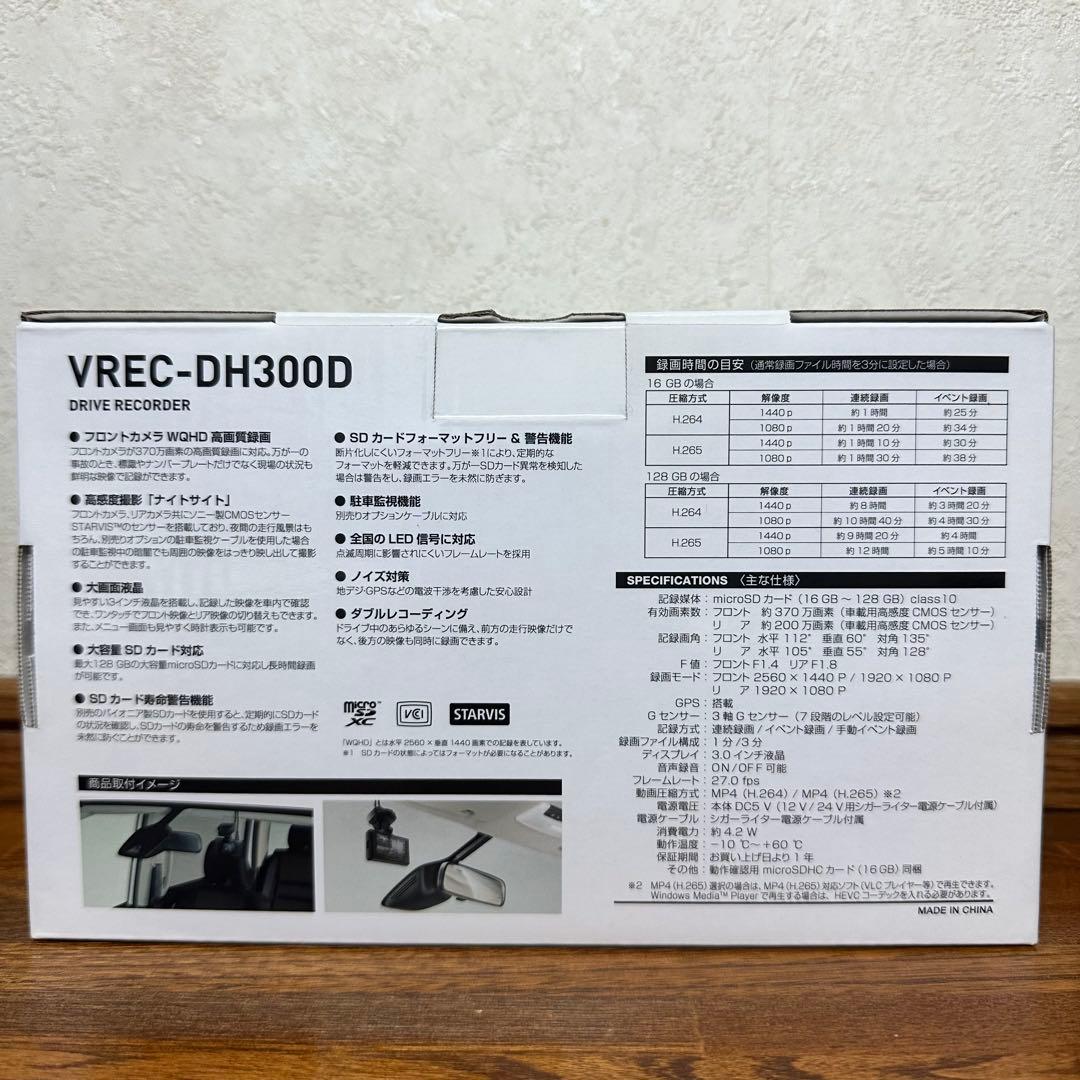 VREC-DH300D
DRIVE RECORDER
● フロントカメラ WQHD 高画質録画
フロントカメラが370万画素の高画質録画に対応。万が一の
事故のとき、標識やナンバープレートだけでなく現場の状況も
鮮明な映像で記録ができます。
● 高感度撮影「ナイトサイト」
フロントカメラ、リアカメラ共にソニー製CMOSセンサー
STARVIS™のセンサーを搭載しており、夜間の走行風景はも
ちろん、別売りオプションの駐車監視ケーブルを使用した場合
の駐車監視中の暗闇でも周囲の映像をはっきり映し出して撮影
することができます。
● 大画面液晶
見やすい3インチ液晶を搭載し、記録した映像を車内で確認
でき、ワンタッチでフロント映像とリア映像の切り替えもできます。
また、メニュー画面も見やすく時計表示も可能です。
● 大容量 SD カード対応
最大128 GBの大容量microSDカードに対応し長時間録画
が可能です。
● SD カード寿命警告機能
別売のパイオニア製SDカードを使用すると、定期的にSDカード
の状況を確認し、SDカードの寿命を警告するため録画エラーを
未然に防ぐことができます。
● SD カードフォーマットフリー & 警告機能
断片化しにくいフォーマットフリー※1により、定期的な
フォーマットを軽減できます。万が一SDカード異常を検知した
場合は警告をし、録画エラーを未然に防ぎます。
● 駐車監視機能
別売りオプションケーブルに対応
● 全国の LED 信号に対応
点滅周期に影響されにくいフレームレートを採用
● ノイズ対策
地デジ・GPSなどの電波干渉を考慮した安心設計
● ダブルレコーディング
ドライブ中のあらゆるシーンに備え、前方の走行映像だけで
なく、後方の映像も同時に録画できます。
micro SD XC
VCCI
STARVIS
「WQHD」とは水平 2560 × 垂直 1440 画素での記録を表しています。
※1 SD カードの状態によってはフォーマットが必要になることがあります。
商品取付イメージ
録画時間の目安（通常録画ファイル時間を3分に設定した場合）
16 GB の場合
圧縮方式 解像度 連続録画 イベント録画
H.264 1440 p 約 1 時間 約 25 分
1080 p 約 1 時間 20 分 約 34 分
H.265 1440 p 約 1 時間 10 分 約 30 分
1080 p 約 1 時間 30 分 約 38 分
128 GB の場合
圧縮方式 解像度 連続録画 イベント録画
H.264 1440 p 約 8 時間 約 3 時間 20 分
1080 p 約 10 時間 40 分 約 4 時間 30 分
H.265 1440 p 約 9 時間 20 分 約 4 時間
1080 p 約 12 時間 約 5 時間 10 分
SPECIFICATIONS 〈主な仕様〉
記録媒体：microSD カード（16 GB ～ 128 GB）class10
有効画素数：フロント 約 370 万画素（車載用高感度 CMOS センサー）
リ ア 約 200 万画素（車載用高感度 CMOS センサー）
記録画角：フロント 水平 112° 垂直 60° 対角 135°
リ ア 水平 105° 垂直 55° 対角 128°
F 値：フロント F1.4 リア F1.8
録画モード：フロント 2560 × 1440 P / 1920 × 1080 P
リ ア 1920 × 1080 P
GPS：搭載
G センサー：3 軸 G センサー（7 段階のレベル設定可能）
記録方式：連続録画 / イベント録画 / 手動イベント録画
録画ファイル構成：1 分 /3 分
ディスプレイ：3.0 インチ液晶
音声録音：ON/OFF 可能
フレームレート：27.0 fps
動画圧縮方式：MP4（H.264）/ MP4（H.265）※2
電源電圧：本体 DC5 V（12 V / 24 V 用シガーライター電源ケーブル付属）
電源ケーブル：シガーライター電源ケーブル付属
消費電力：約 4.2 W
動作温度：－10 ℃～＋60 ℃
保証期間：お買い上げ日より 1 年
その他：動作確認用 microSDHC カード（16 GB）同梱
※2 MP4（H.265）選択の場合は、MP4（H.265）対応ソフト（VLC プレイヤー等）で再生できます。
Windows Media™ Player で再生する場合は、HEVC コーデックを入れる必要があります。
MADE IN CHINA